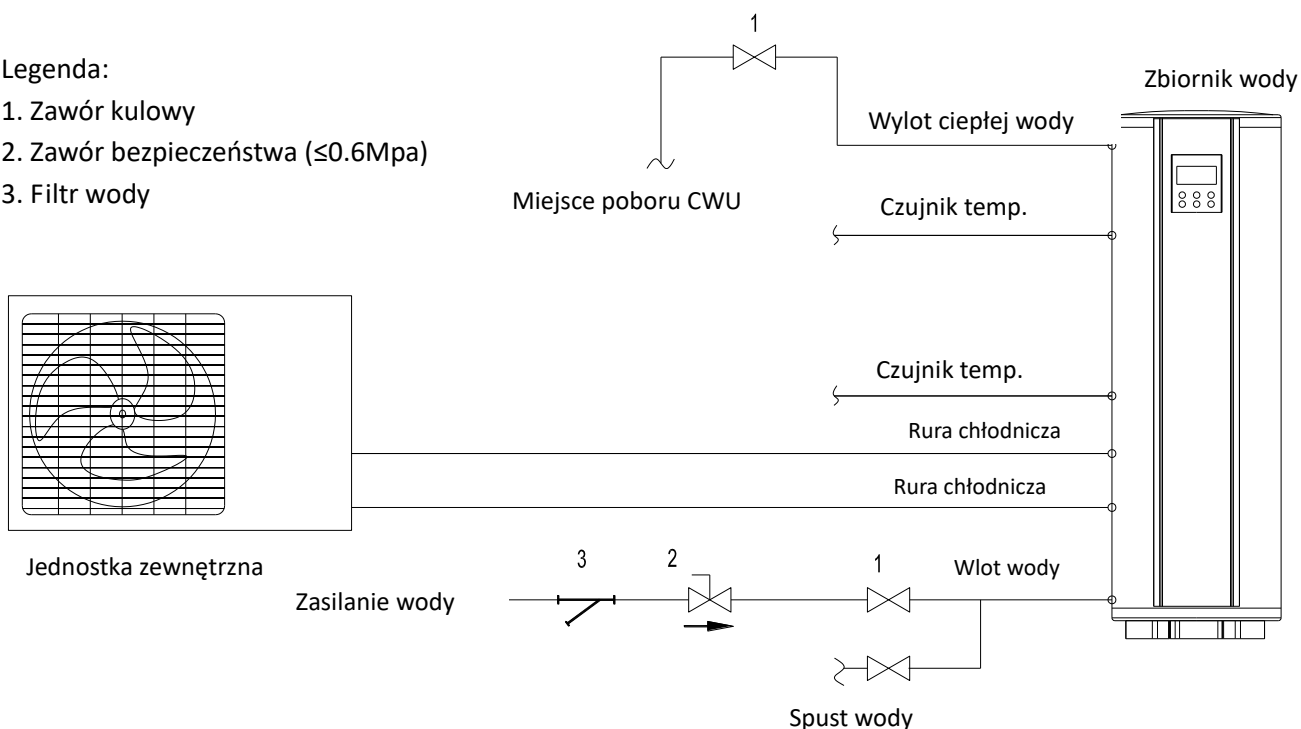 1
Legenda:
Zbiornik wody
1. Zawór kulowy
Wylot ciepłej wody
2. Zawór bezpieczeństwa (≤0.6Mpa)
3. Filtr wody
Miejsce poboru CWU
Czujnik temp.
Czujnik temp.
Rura chłodnicza
Rura chłodnicza
Jednostka zewnętrzna
3
2
1
Wlot wody
Zasilanie wody
Spust wody